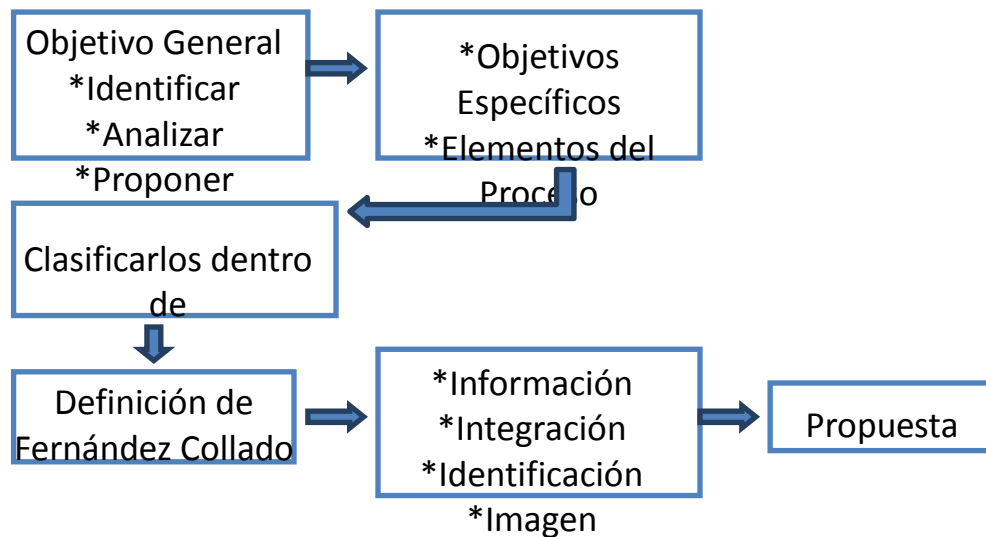 Objetivo General
*Identificar
*Analizar
*Proponer
*Objetivos
Específicos
*Elementos del
Proceso
Clasificarlos dentro
de
Definición de
Fernández Collado
*Información
*Integración
*Identificación
*Imagen
Propuesta